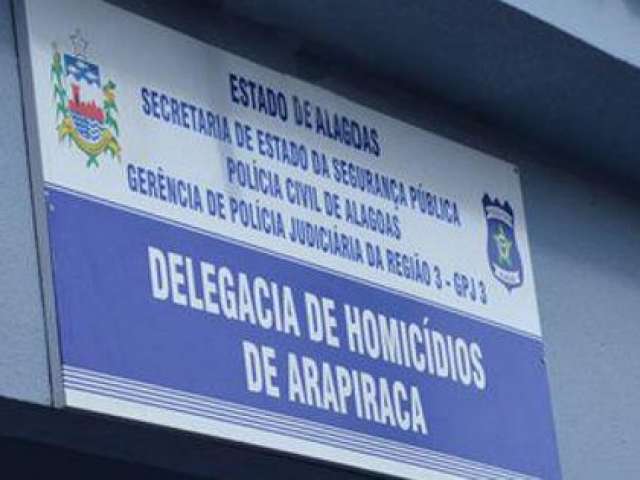 ESTADO DE ALAGOAS
SECRETARIA DE ESTADO DA SEGURANÇA PÚBLICA
POLÍCIA CIVIL DE ALAGOAS
GERÊNCIA DE POLÍCIA JUDICIÁRIA DA REGIÃO 3 - GPJ 3
DELEGACIA DE HOMICÍDIOS
DE ARAPIRACA